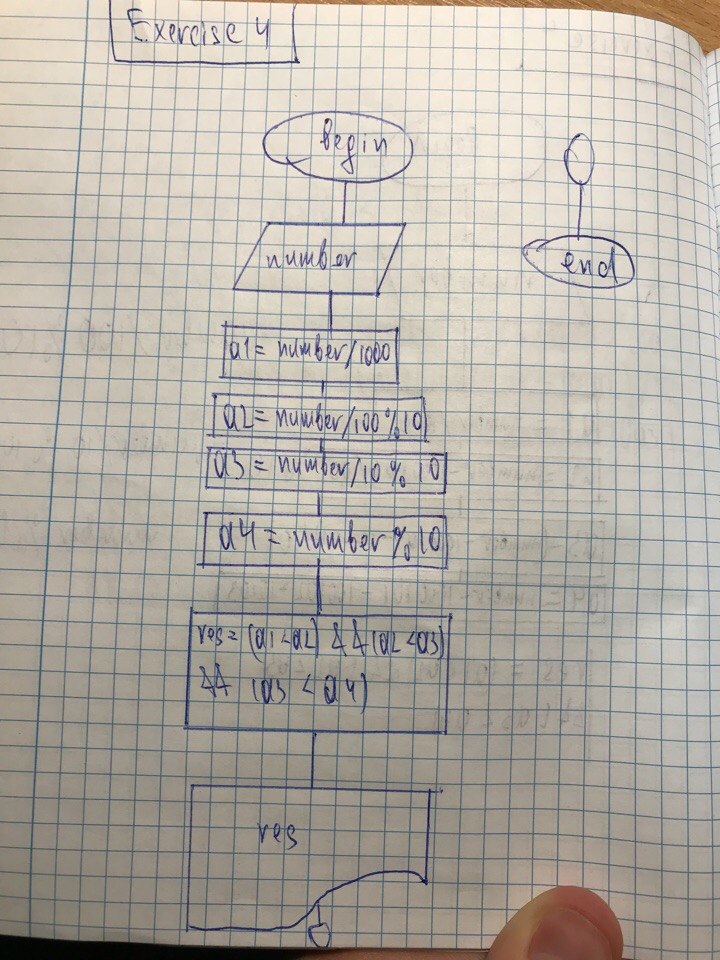 Exercise 4
begin
number
end
a1 = number/1000
a2 = number/100%10
a3 = number/10%10
a4 = number%10
res = (a1<a2) && (a2<a3)
&& (a3 < a4)
res